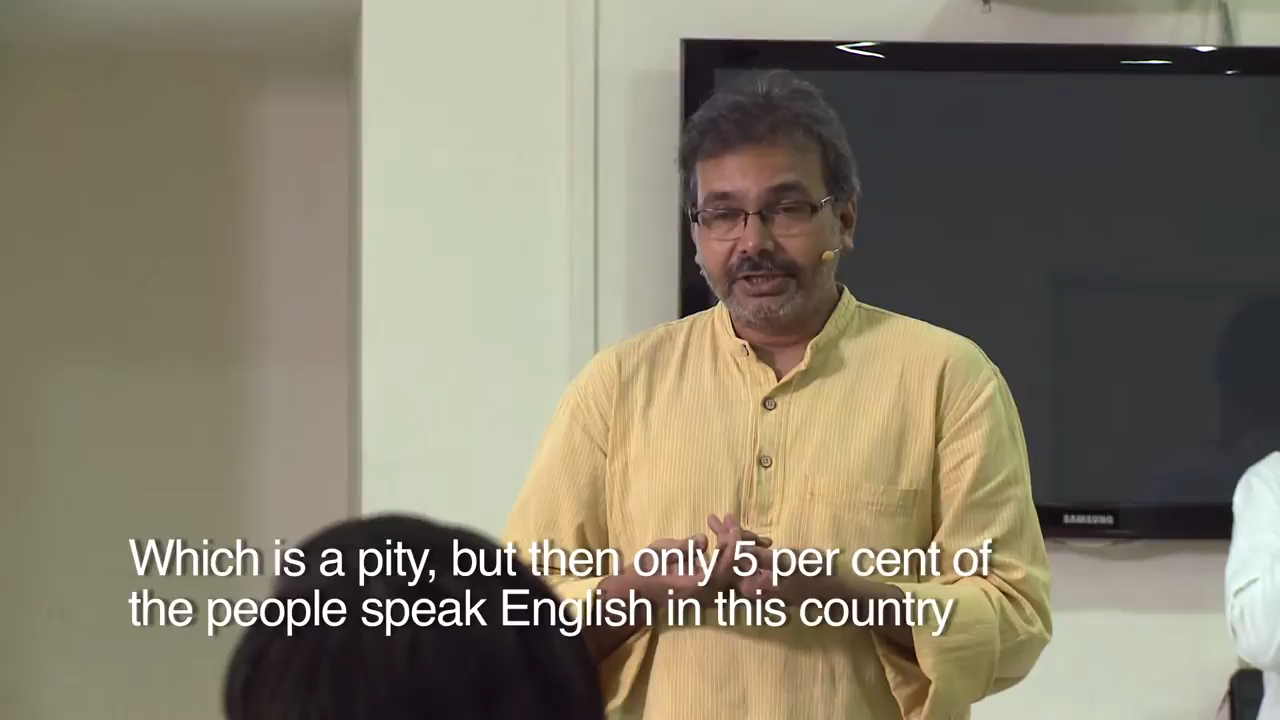 SAMSUNG
Which is a pity, but then only 5 per cent of
the people speak English in this country